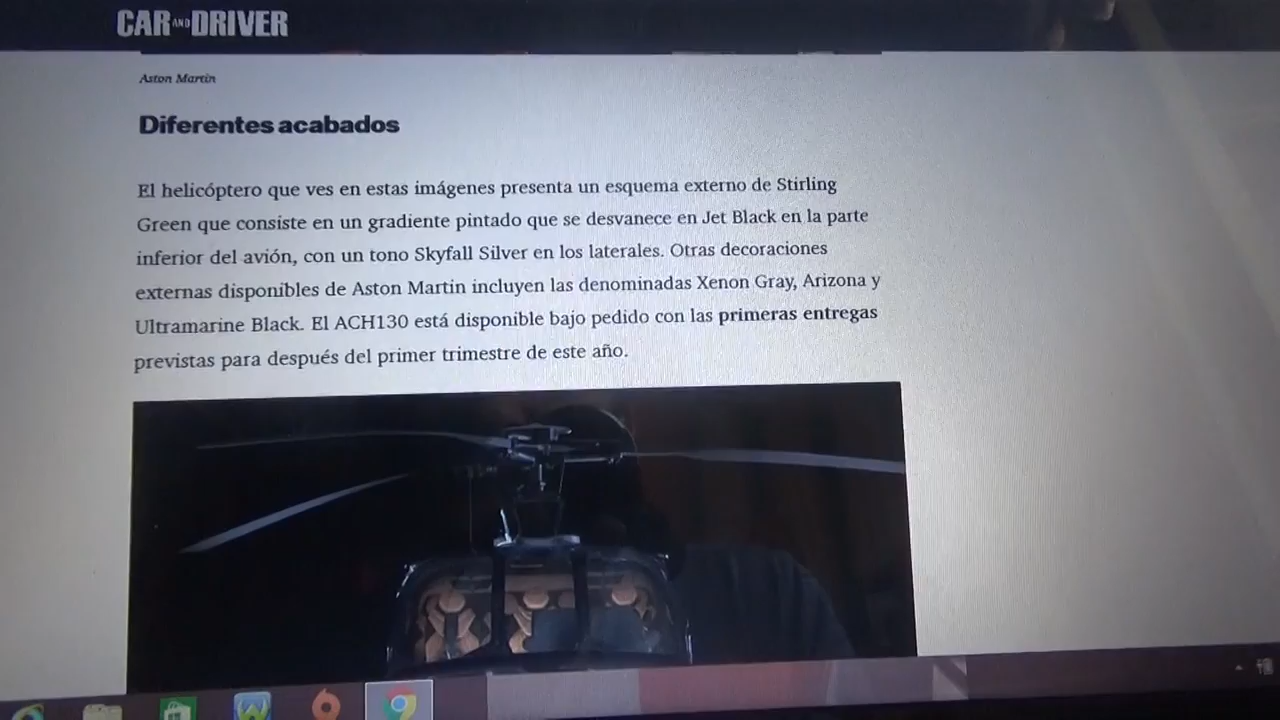 CAR AND DRIVER
Aston Martin
Diferentes acabados
El helicóptero que ves en estas imágenes presenta un esquema externo de Stirling
Green que consiste en un gradiente pintado que se desvanece en Jet Black en la parte
inferior del avión, con un tono Skyfall Silver en los laterales. Otras decoraciones
externas disponibles de Aston Martin incluyen las denominadas Xenon Gray, Arizona y
Ultramarine Black. El ACH130 está disponible bajo pedido con las primeras entregas
previstas para después del primer trimestre de este año.